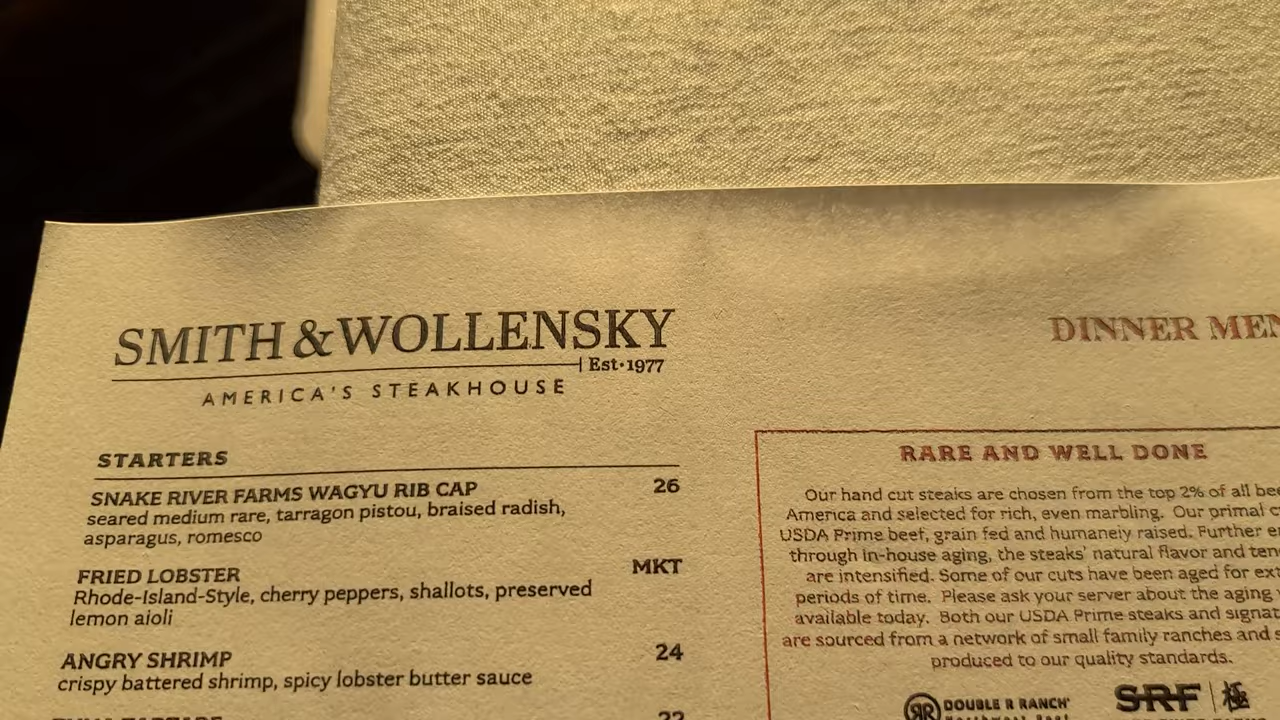 SMITH & WOLLENSKY
Est·1977
AMERICA'S STEAKHOUSE
DINNER
STARTERS
SNAKE RIVER FARMS WAGYU RIB CAP 26
seared medium rare, tarragon pistou, braised radish,
asparagus, romesco
FRIED LOBSTER MKT
Rhode-Island-Style, cherry peppers, shallots, preserved
lemon aioli
ANGRY SHRIMP 24
crispy battered shrimp, spicy lobster butter sauce
22
RARE AND WELL DONE
Our hand cut steaks are chosen from the top 2% of all
America and selected for rich, even marbling. Our primal
USDA Prime beef, grain fed and humanely raised. Further
through in-house aging, the steaks' natural flavor and
are intensified. Some of our cuts have been aged for
periods of time. Please ask your server about the aging
available today. Both our USDA Prime steaks and
are sourced from a network of small family ranches and
produced to our quality standards.
RR DOUBLE R RANCH
SRF | 極